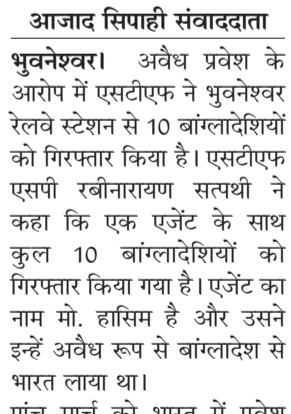 आजाद सिपाही संवाददाता
भुवनेश्वर। अवैध प्रवेश के
आरोप में एसटीएफ ने भुवनेश्वर
रेलवे स्टेशन से 10 बांग्लादेशियों
को गिरफ्तार किया है। एसटीएफ
एसपी रबीनारायण सत्पथी ने
कहा कि एक एजेंट के साथ
कुल 10 बांग्लादेशियों को
गिरफ्तार किया गया है। एजेंट का
नाम मो. हासिम है और उसने
इन्हें अवैध रूप से बांग्लादेश से
भारत लाया था।